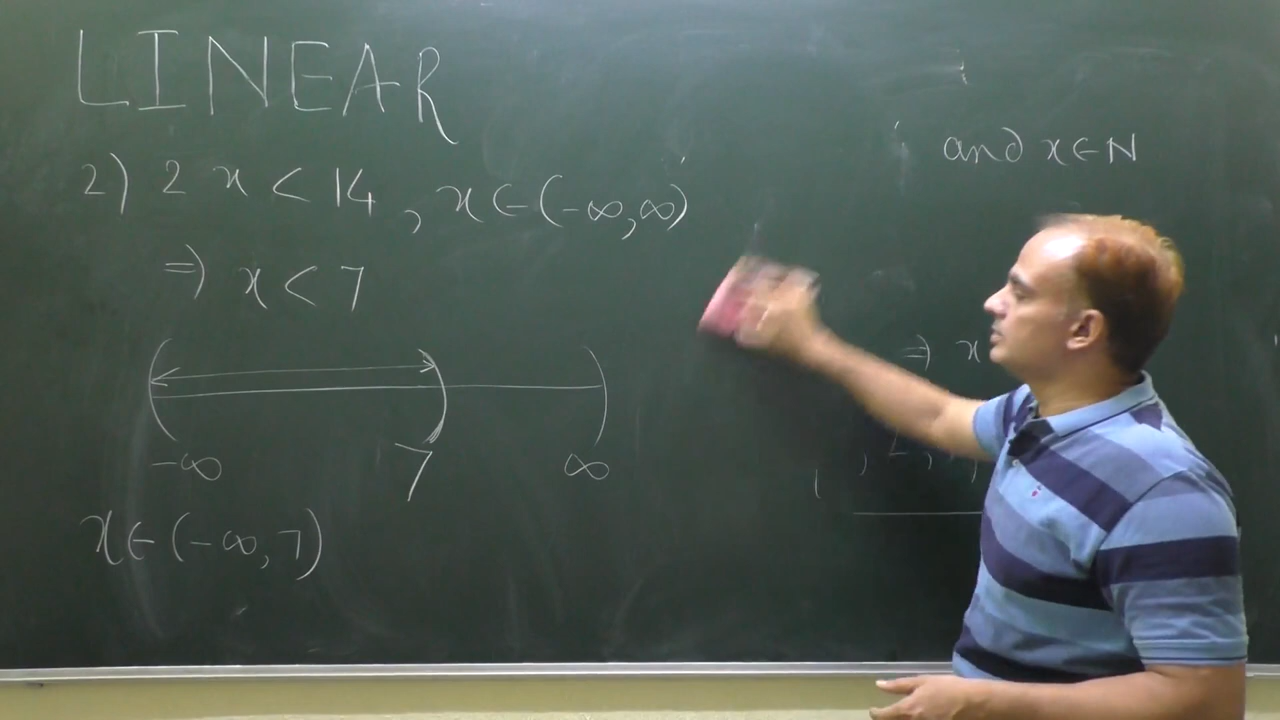 LINEAR
2) 2x < 14, x ∈ (-∞, ∞)
⇒ x < 7
-∞ 7 ∞
x ∈ (-∞, 7)
and x ∈ N
⇒ x